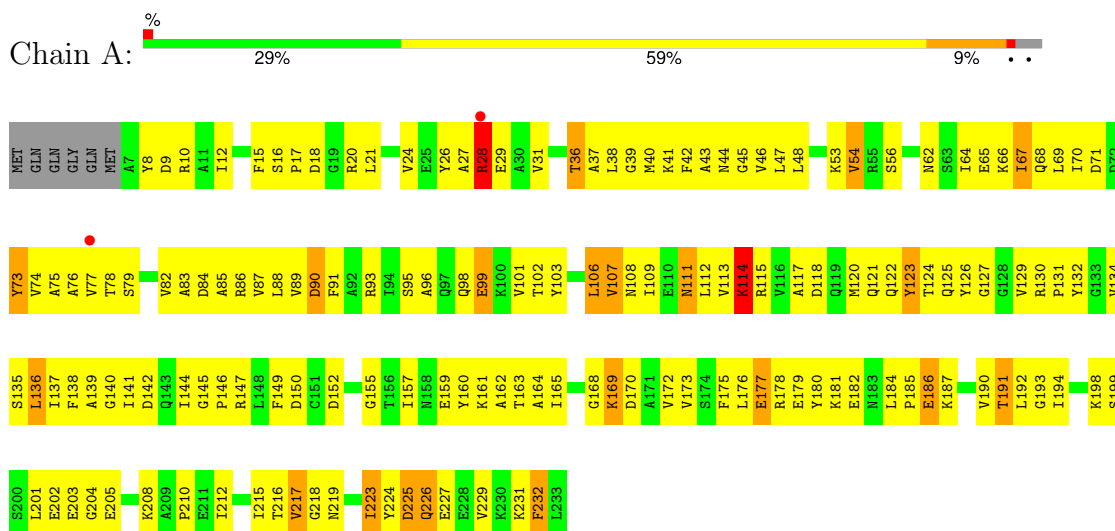 Chain A:
%
29% 59% 9% • •
MET GLN GLN GLY GLN MET A7 Y8 D9 R10 A11 I12 F15 S16 P17 D18 G19 R20 L21 V24 E25 Y26 A27 R28 E29 A30 V31 T36 A37 L38 G39 M40 K41 F42 A43 N44 G45 V46 L47 L48 K53 V54 R55 S56 N62 S63 I64 E65 K66 I67 Q68 L69 I70 D71 D72
Y73 V74 A75 A76 V77 T78 S79 V82 A83 D84 A85 R86 V87 L88 V89 D90 F91 A92 R93 I94 S95 A96 Q97 Q98 E99 K100 V101 T102 Y103 L106 V107 N108 I109 E110 N111 L112 V113 K114 R115 V116 A117 D118 Q119 M120 Q121 Q122 Y123 T124 Q125 Y126 G127 G128 V129 R130 P131 Y132 G133
S135 L136 I137 F138 A139 G140 I141 D142 Q143 I144 G145 P146 R147 L148 F149 D150 C151 D152 G155 T156 I157 N158 E159 Y160 K161 A162 T163 A164 I165 G168 K169 D170 A171 V172 V173 S174 F175 L176 E177 R178 E179 Y180 K181 E182 N183 L184 P185 E186 K187 V190 T191 L192 G193 I194 K198 S199
S200 L201 E202 E203 G204 E205 K208 A209 P210 E211 I212 I215 T216 V217 G218 N219 I223 Y224 D225 Q226 E227 E228 V229 K230 K231 F232 L233